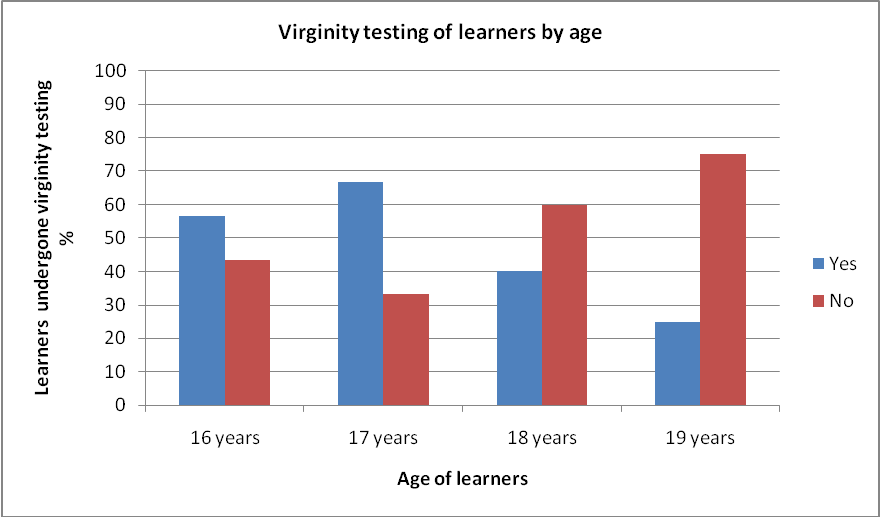 Virginity testing of learners by age
Learners undergone virginity testing
%
100
90
80
70
60
50
40
30
20
10
0
16 years
17 years
18 years
19 years
Age of learners
Yes
No